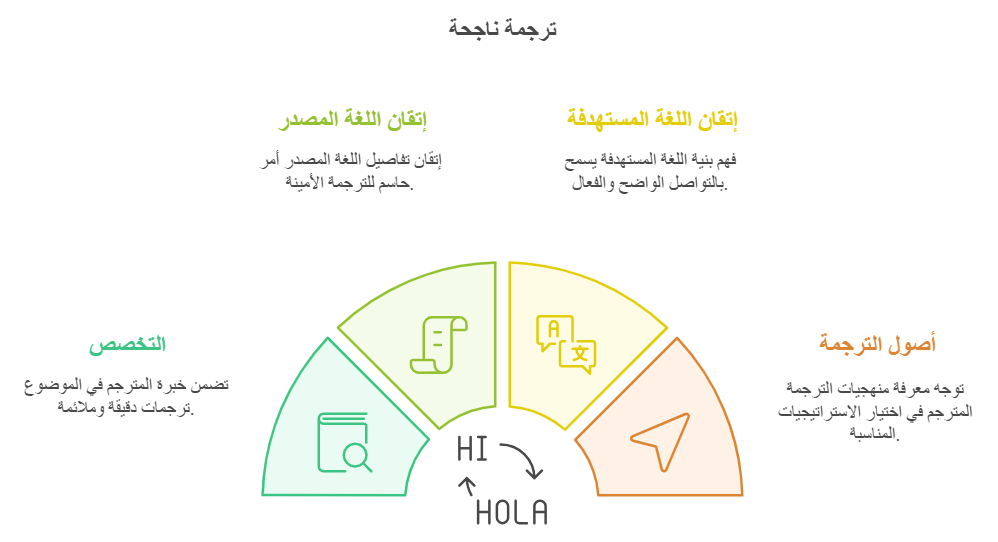 ترجمة ناجحة
إتقان اللغة المستهدفة
فهم بنية اللغة المستهدفة يسمح
بالتواصل الواضح والفعال.
إتقان اللغة المصدر
إتقان تفاصيل اللغة المصدر أمر
حاسم للترجمة الأمينة.
أصول الترجمة
توجه معرفة منهجيات الترجمة
المترجم في اختيار الاستراتيجيات
المناسبة.
التخصص
تضمن خبرة المترجم في الموضوع
ترجمات دقيقة وملائمة.
A
文
HI
HOLA